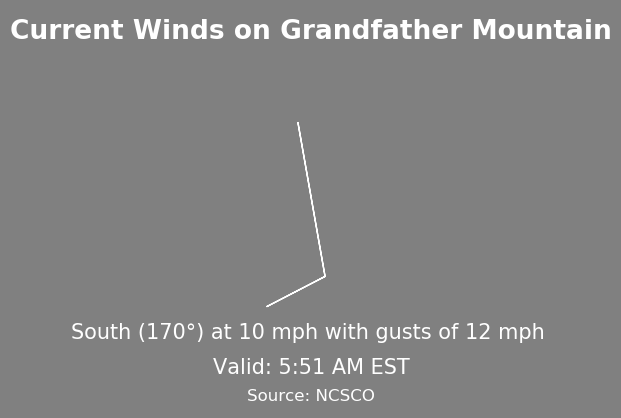 Current Winds on Grandfather Mountain
South (170°) at 10 mph with gusts of 12 mph
Valid: 5:51 AM EST
Source: NCSCO